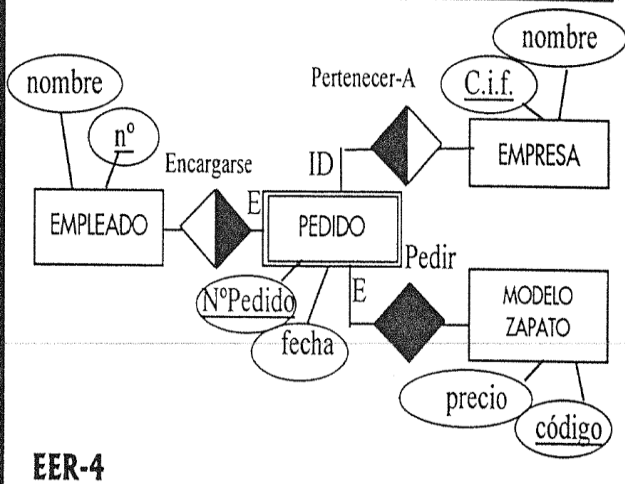 nombre
nombre
Pertenecer-A
C.i.f.
nº
Encargarse
ID
EMPRESA
EMPLEADO
E
PEDIDO
Pedir
NºPedido
E
MODELO
ZAPATO
fecha
precio
código
EER-4